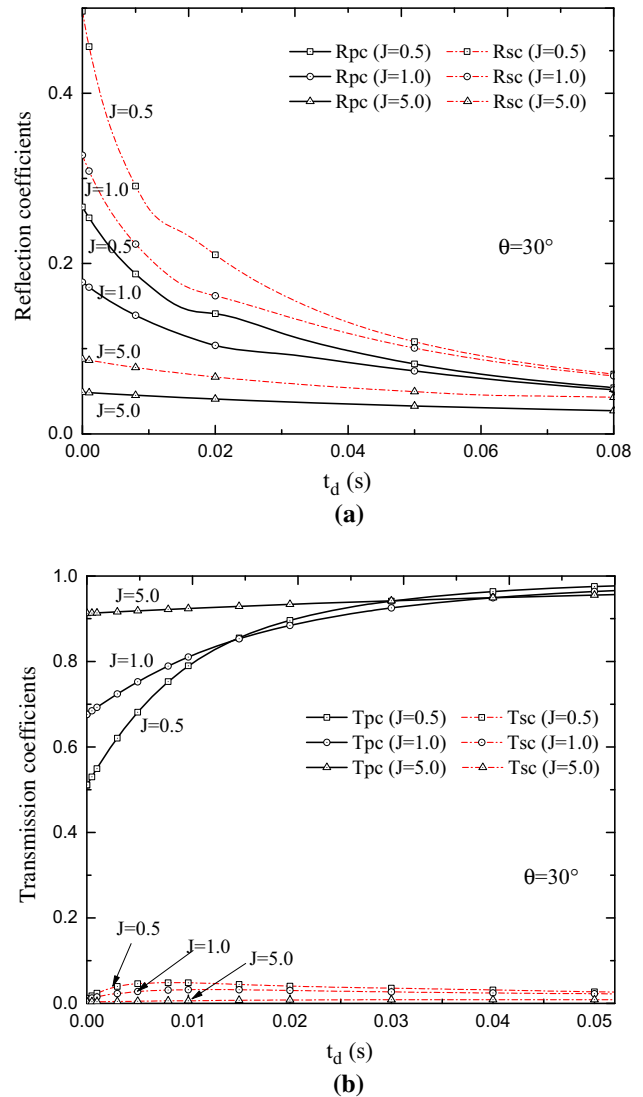 Rpc (J=0.5) Rsc (J=0.5)
Rpc (J=1.0) Rsc (J=1.0)
Rpc (J=5.0) Rsc (J=5.0)
0.4
0.2
0.0
Reflection coefficients
J=0.5
J=1.0
J=0.5
J=1.0
J=5.0
J=5.0
θ=30°
0.00 0.02 0.04 0.06 0.08
t_d (s)
(a)
1.0
0.8
0.6
0.4
0.2
0.0
Transmission coefficients
J=5.0
J=1.0
J=0.5
Tpc (J=0.5) Tsc (J=0.5)
Tpc (J=1.0) Tsc (J=1.0)
Tpc (J=5.0) Tsc (J=5.0)
θ=30°
J=0.5
J=1.0
J=5.0
0.00 0.01 0.02 0.03 0.04 0.05
t_d (s)
(b)